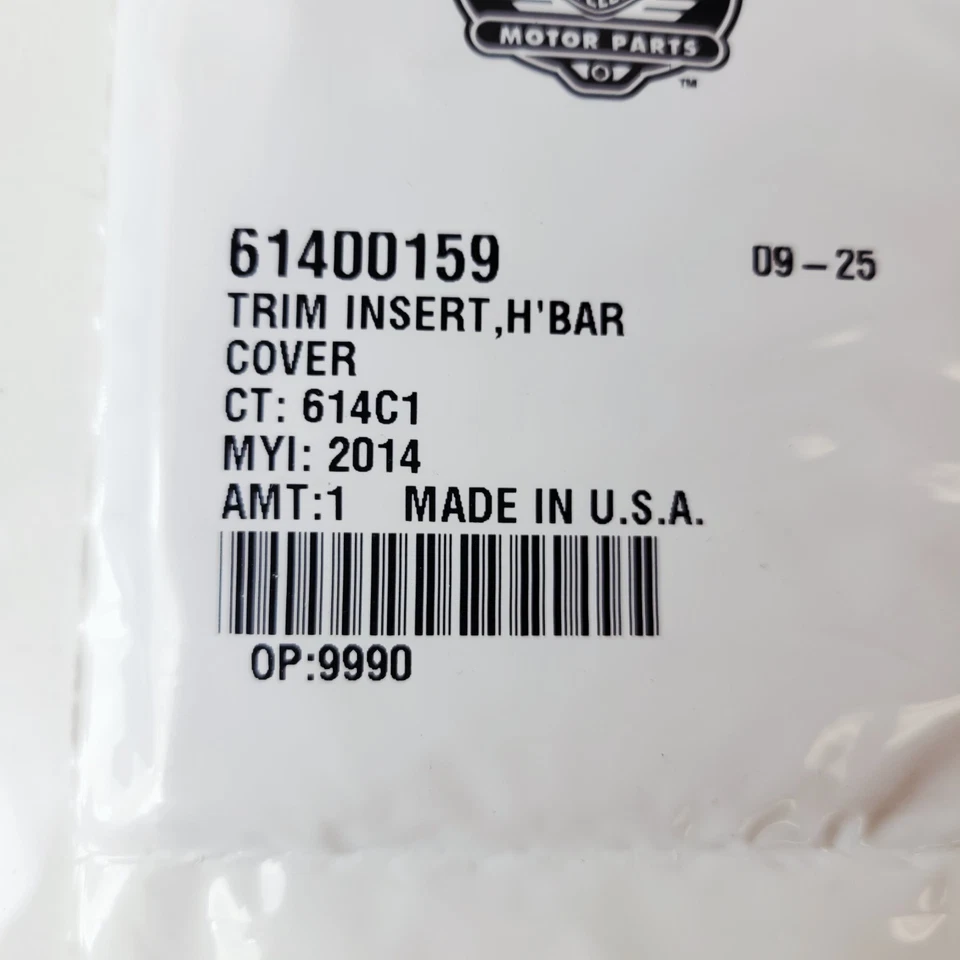 MOTOR PARTS
TM
61400159 09-25
TRIM INSERT,H'BAR
COVER
CT: 614C1
MYI: 2014
AMT:1 MADE IN U.S.A.
OP:9990